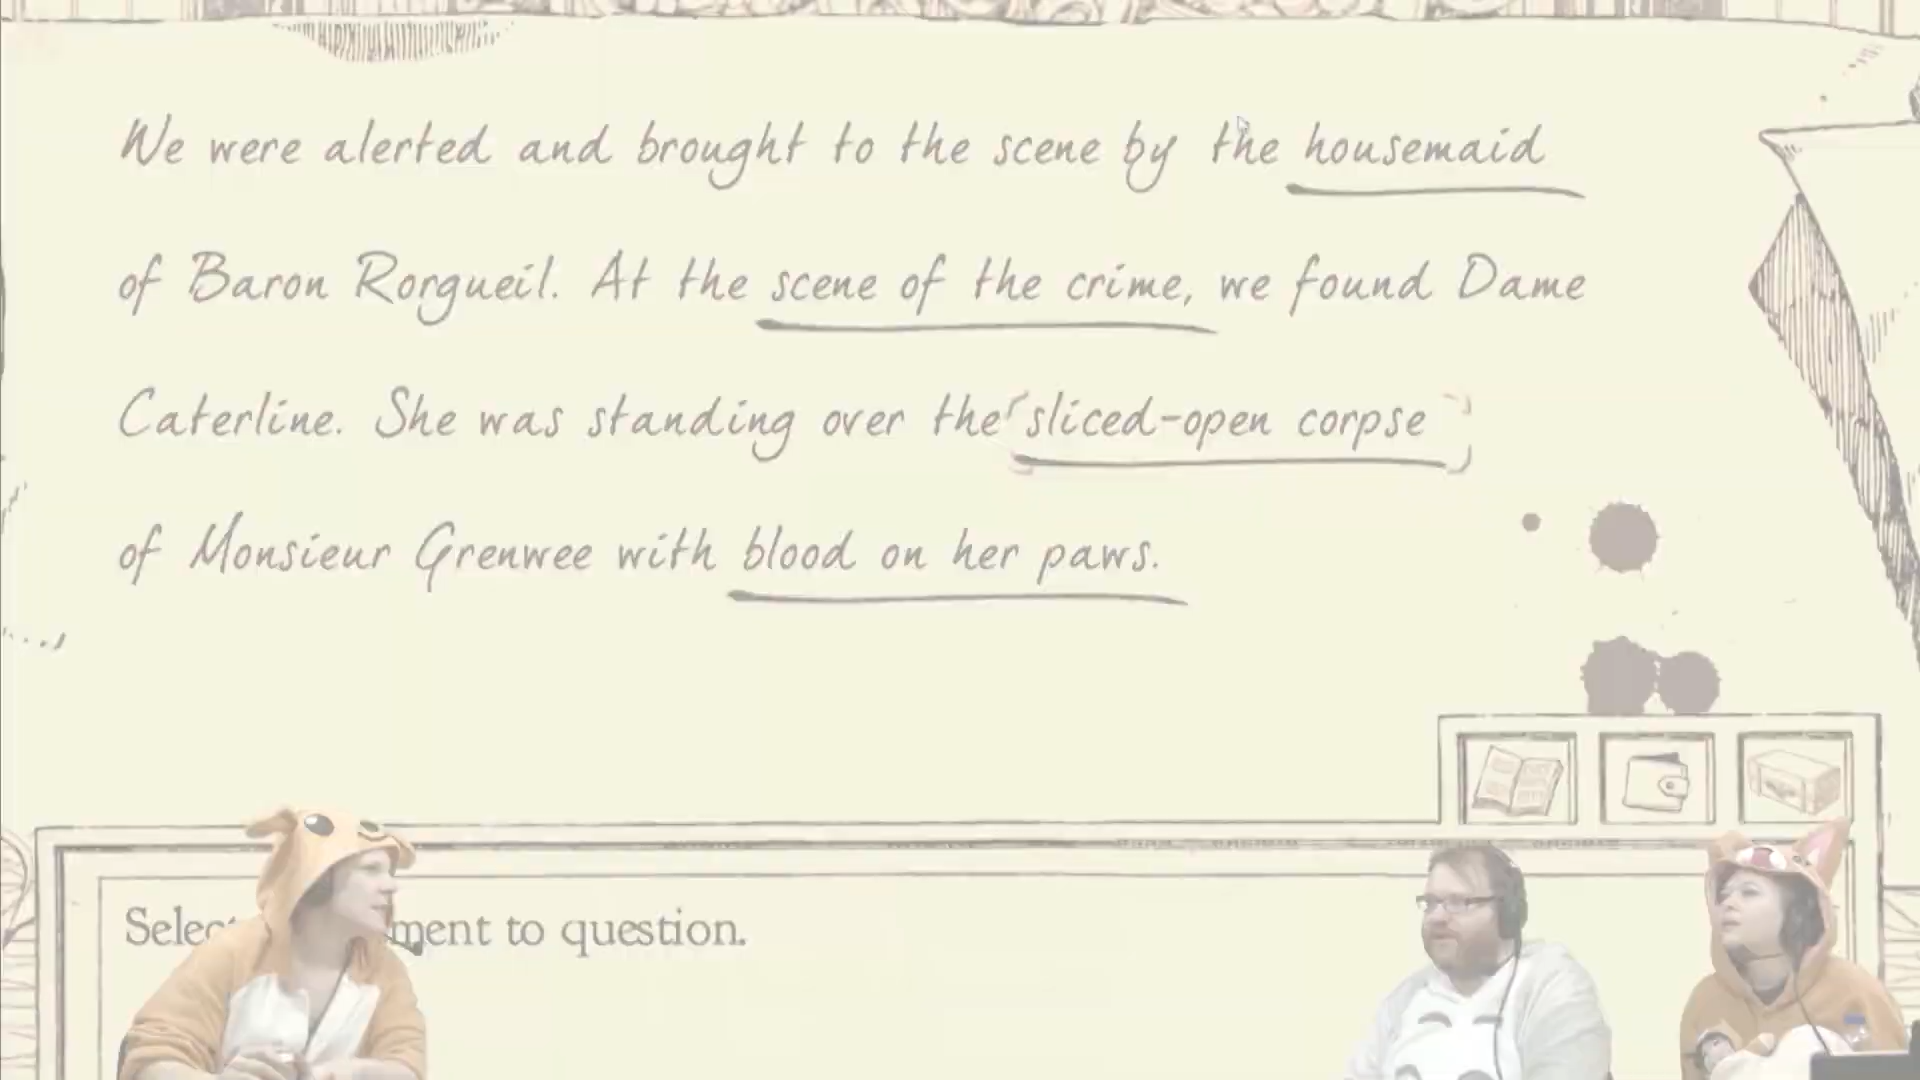 We were alerted and brought to the scene by the housemaid
of Baron Rorgueil. At the scene of the crime, we found Dame
Caterline. She was standing over the sliced-open corpse
of Monsieur Grenwee with blood on her paws.
to question.